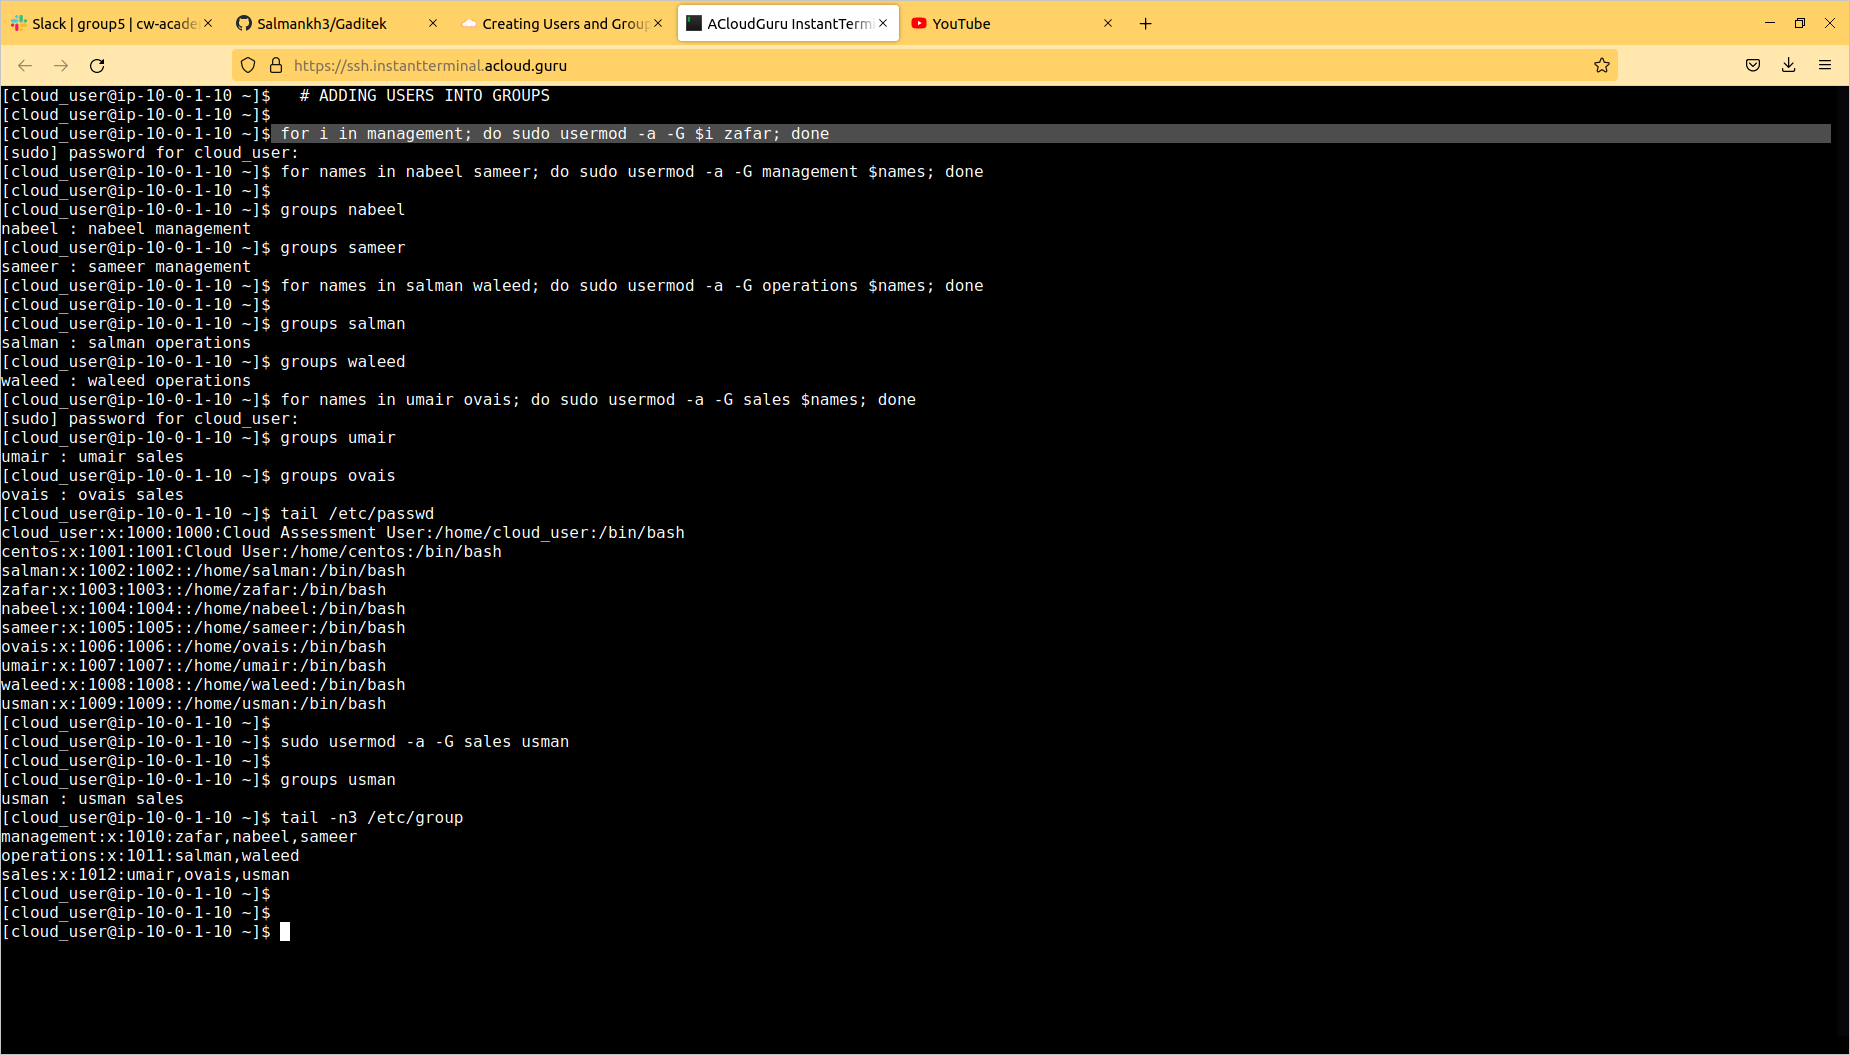 Slack | group5 | cw-acade
Salmankh3/Gaditek
Creating Users and Group
ACloudGuru InstantTermi
YouTube
https://ssh.instantterminal.acloud.guru
[cloud_user@ip-10-0-1-10 ~]$   # ADDING USERS INTO GROUPS
[cloud_user@ip-10-0-1-10 ~]$
[cloud_user@ip-10-0-1-10 ~]$ for i in management; do sudo usermod -a -G $i zafar; done
[sudo] password for cloud_user:
[cloud_user@ip-10-0-1-10 ~]$ for names in nabeel sameer; do sudo usermod -a -G management $names; done
[cloud_user@ip-10-0-1-10 ~]$
[cloud_user@ip-10-0-1-10 ~]$ groups nabeel
nabeel : nabeel management
[cloud_user@ip-10-0-1-10 ~]$ groups sameer
sameer : sameer management
[cloud_user@ip-10-0-1-10 ~]$ for names in salman waleed; do sudo usermod -a -G operations $names; done
[cloud_user@ip-10-0-1-10 ~]$
[cloud_user@ip-10-0-1-10 ~]$ groups salman
salman : salman operations
[cloud_user@ip-10-0-1-10 ~]$ groups waleed
waleed : waleed operations
[cloud_user@ip-10-0-1-10 ~]$ for names in umair ovais; do sudo usermod -a -G sales $names; done
[sudo] password for cloud_user:
[cloud_user@ip-10-0-1-10 ~]$ groups umair
umair : umair sales
[cloud_user@ip-10-0-1-10 ~]$ groups ovais
ovais : ovais sales
[cloud_user@ip-10-0-1-10 ~]$ tail /etc/passwd
cloud_user:x:1000:1000:Cloud Assessment User:/home/cloud_user:/bin/bash
centos:x:1001:1001:Cloud User:/home/centos:/bin/bash
salman:x:1002:1002::/home/salman:/bin/bash
zafar:x:1003:1003::/home/zafar:/bin/bash
nabeel:x:1004:1004::/home/nabeel:/bin/bash
sameer:x:1005:1005::/home/sameer:/bin/bash
ovais:x:1006:1006::/home/ovais:/bin/bash
umair:x:1007:1007::/home/umair:/bin/bash
waleed:x:1008:1008::/home/waleed:/bin/bash
usman:x:1009:1009::/home/usman:/bin/bash
[cloud_user@ip-10-0-1-10 ~]$
[cloud_user@ip-10-0-1-10 ~]$ sudo usermod -a -G sales usman
[cloud_user@ip-10-0-1-10 ~]$
[cloud_user@ip-10-0-1-10 ~]$ groups usman
usman : usman sales
[cloud_user@ip-10-0-1-10 ~]$ tail -n3 /etc/group
management:x:1010:zafar,nabeel,sameer
operations:x:1011:salman,waleed
sales:x:1012:umair,ovais,usman
[cloud_user@ip-10-0-1-10 ~]$
[cloud_user@ip-10-0-1-10 ~]$
[cloud_user@ip-10-0-1-10 ~]$